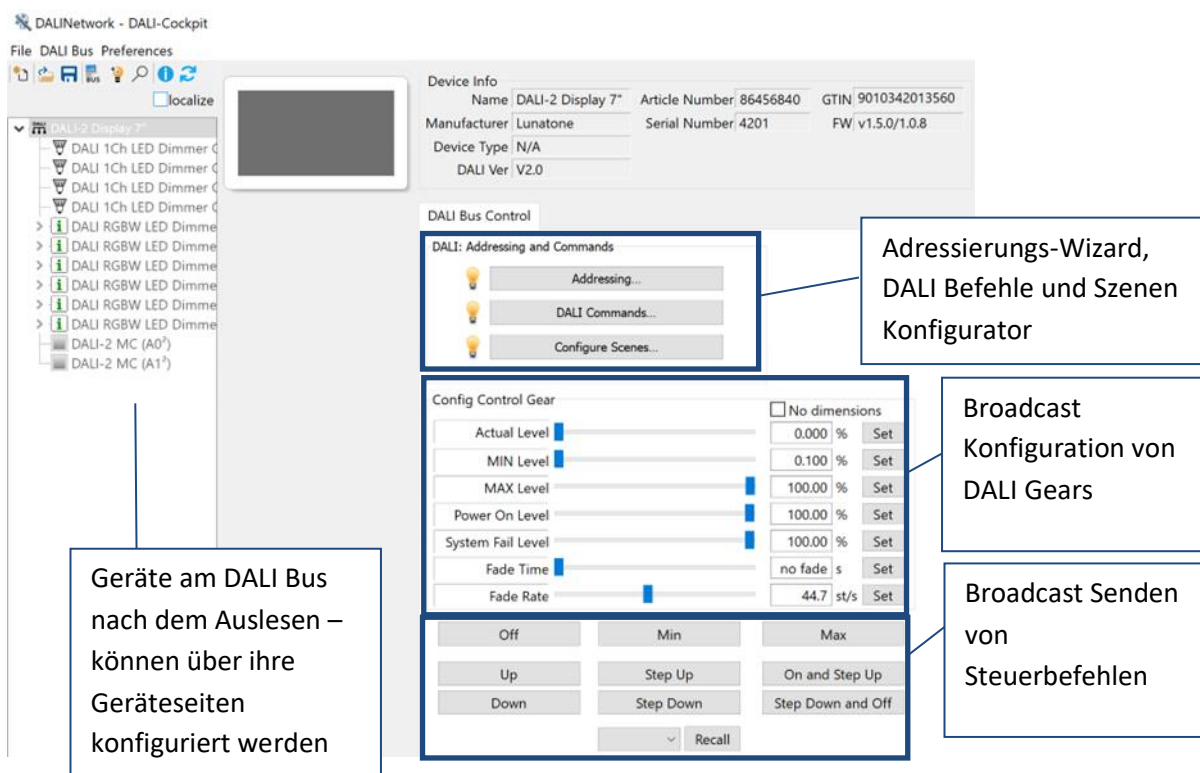 DALINetwork - DALI-Cockpit
File DALI Bus Preferences
BUS
localize
DALI-2 Display 7"
DALI 1Ch LED Dimmer C
DALI 1Ch LED Dimmer C
DALI 1Ch LED Dimmer C
DALI 1Ch LED Dimmer C
DALI RGBW LED Dimme
DALI RGBW LED Dimme
DALI RGBW LED Dimme
DALI RGBW LED Dimme
DALI RGBW LED Dimme
DALI RGBW LED Dimme
DALI-2 MC (A0²)
DALI-2 MC (A1²)
Device Info
Name DALI-2 Display 7" Article Number 86456840 GTIN 9010342013560
Manufacturer Lunatone Serial Number 4201 FW v1.5.0/1.0.8
Device Type N/A
DALI Ver V2.0
DALI Bus Control
DALI: Addressing and Commands
Addressing...
DALI Commands...
Configure Scenes...
Config Control Gear
No dimensions
Actual Level 0.000 % Set
MIN Level 0.100 % Set
MAX Level 100.00 % Set
Power On Level 100.00 % Set
System Fail Level 100.00 % Set
Fade Time no fade s Set
Fade Rate 44.7 st/s Set
Off Min Max
Up Step Up On and Step Up
Down Step Down Step Down and Off
Recall
Adressierungs-Wizard,
DALI Befehle und Szenen
Konfigurator
Broadcast
Konfiguration von
DALI Gears
Broadcast Senden
von
Steuerbefehlen
Geräte am DALI Bus
nach dem Auslesen –
können über ihre
Geräteseiten
konfiguriert werden